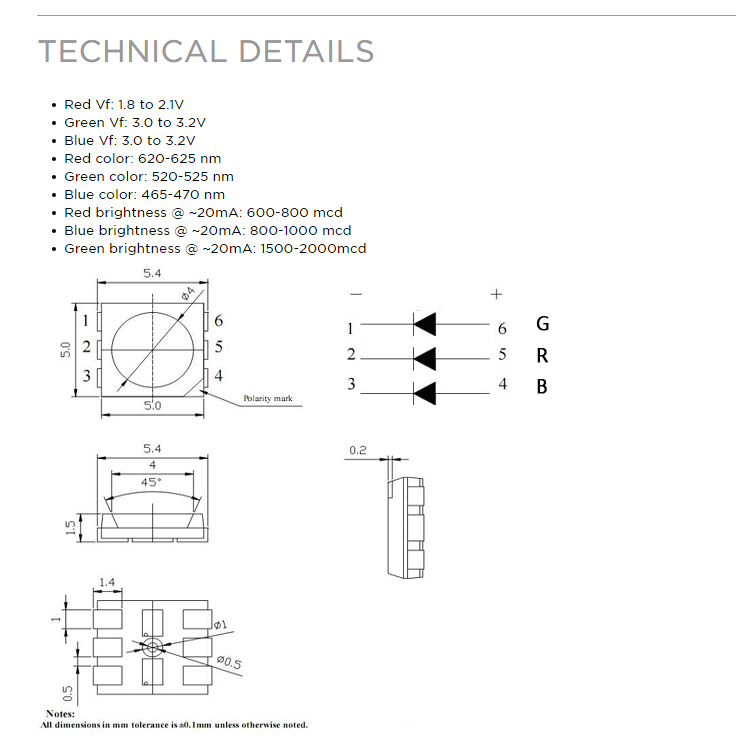 TECHNICAL DETAILS
Red Vf: 1.8 to 2.1V
Green Vf: 3.0 to 3.2V
Blue Vf: 3.0 to 3.2V
Red color: 620-625 nm
Green color: 520-525 nm
Blue color: 465-470 nm
Red brightness @ ~20mA: 600-800 mcd
Blue brightness @ ~20mA: 800-1000 mcd
Green brightness @ ~20mA: 1500-2000mcd
5.4
ø4
1 6
2 5
3 4
5.0
5.0
Polarity mark
− +
1 6 G
2 5 R
3 4 B
5.4
4
45°
1.5
0.2
1.4
1
ø1
ø0.5
0.5
Notes:
All dimensions in mm tolerance is ±0.1mm unless otherwise noted.